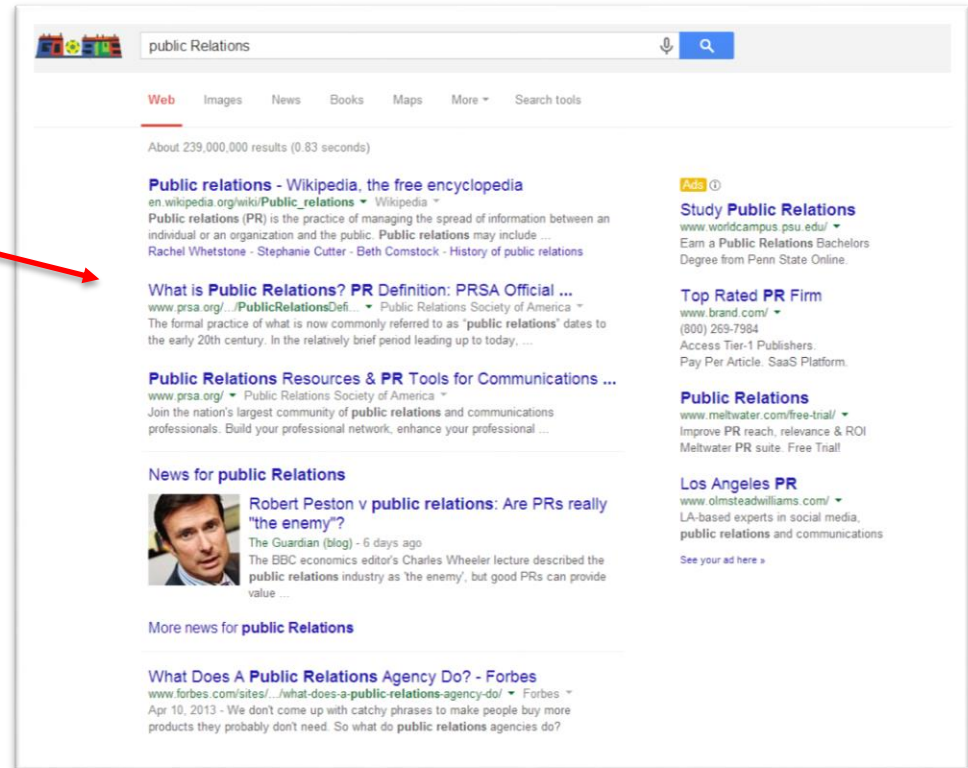 GOOGLE
public Relations
Web Images News Books Maps More Search tools
About 239,000,000 results (0.83 seconds)
Public relations - Wikipedia, the free encyclopedia
en.wikipedia.org/wiki/Public_relations Wikipedia
Public relations (PR) is the practice of managing the spread of information between an
individual or an organization and the public. Public relations may include ...
Rachel Whetstone - Stephanie Cutter - Beth Comstock - History of public relations
What is Public Relations? PR Definition: PRSA Official ...
www.prsa.org/.../PublicRelationsDefi... Public Relations Society of America
The formal practice of what is now commonly referred to as “public relations” dates to
the early 20th century. In the relatively brief period leading up to today, ...
Public Relations Resources & PR Tools for Communications ...
www.prsa.org/ Public Relations Society of America
Join the nation's largest community of public relations and communications
professionals. Build your professional network, enhance your professional ...
News for public Relations
Robert Peston v public relations: Are PRs really
"the enemy"?
The Guardian (blog) - 6 days ago
The BBC economics editor's Charles Wheeler lecture described the
public relations industry as 'the enemy', but good PRs can provide
value ...
More news for public Relations
What Does A Public Relations Agency Do? - Forbes
www.forbes.com/sites/.../what-does-a-public-relations-agency-do/ Forbes
Apr 10, 2013 - We don't come up with catchy phrases to make people buy more
products they probably don't need. So what do public relations agencies do?
Ads
Study Public Relations
www.worldcampus.psu.edu/
Earn a Public Relations Bachelors
Degree from Penn State Online.
Top Rated PR Firm
www.brand.com/
(800) 269-7984
Access Tier-1 Publishers.
Pay Per Article. SaaS Platform.
Public Relations
www.meltwater.com/free-trial/
Improve PR reach, relevance & ROI
Meltwater PR suite. Free Trial!
Los Angeles PR
www.olmsteadwilliams.com/
LA-based experts in social media,
public relations and communications
See your ad here »